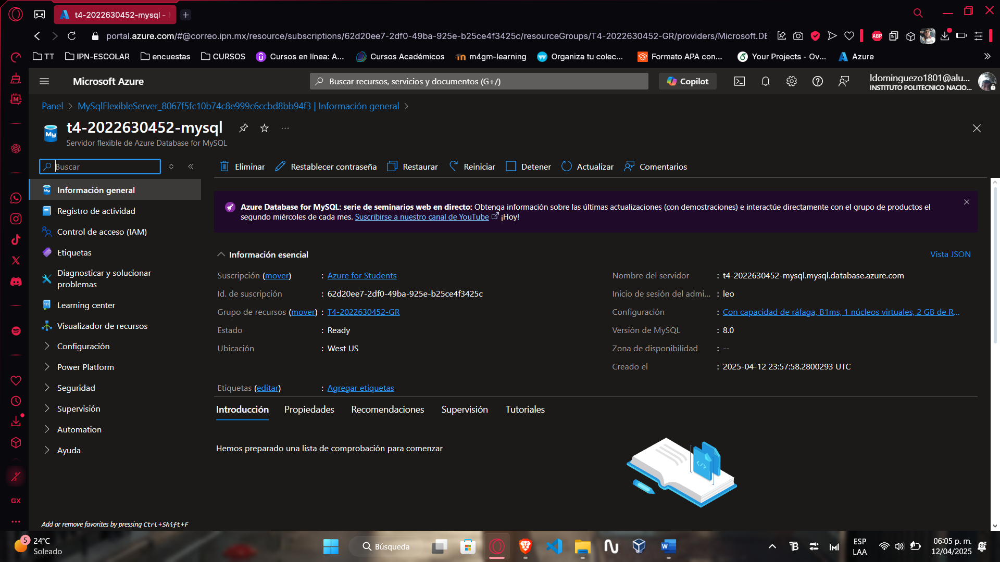 t4-2022630452-mysql -
portal.azure.com/#@correo.ipn.mx/resource/subscriptions/62d20ee7-2df0-49ba-925e-b25ce4f3425c/resourceGroups/T4-2022630452-GR/providers/Microsoft.DE
ABP
TT IPN-ESCOLAR encuestas CURSOS Cursos en línea: A... Cursos Académicos m4gm-learning Organiza tu colec... Formato APA con... Your Projects - Ov... Azure
Microsoft Azure
Buscar recursos, servicios y documentos (G+/)
Copilot
ldominguezo1801@alu...
INSTITUTO POLITECNICO NACIO...
Panel > MySqlFlexibleServer_8067f5fc10b74c8e999c6ccbd8bb94f3 | Información general >
t4-2022630452-mysql
Servidor flexible de Azure Database for MySQL
Buscar
Eliminar Restablecer contraseña Restaurar Reiniciar Detener Actualizar Comentarios
Información general
Registro de actividad
Control de acceso (IAM)
Etiquetas
Diagnosticar y solucionar
problemas
Learning center
Visualizador de recursos
Configuración
Power Platform
Seguridad
Supervisión
Automation
Ayuda
Add or remove favorites by pressing Ctrl+Shift+F
Azure Database for MySQL: serie de seminarios web en directo: Obtenga información sobre las últimas actualizaciones (con demostraciones) e interactúe directamente con el grupo de productos el
segundo miércoles de cada mes. Suscribirse a nuestro canal de YouTube ¡Hoy!
Información esencial
Vista JSON
Suscripción (mover) : Azure for Students
Id. de suscripción : 62d20ee7-2df0-49ba-925e-b25ce4f3425c
Grupo de recursos (mover) : T4-2022630452-GR
Estado : Ready
Ubicación : West US
Nombre del servidor : t4-2022630452-mysql.mysql.database.azure.com
Inicio de sesión del admi... : leo
Configuración : Con capacidad de ráfaga, B1ms, 1 núcleos virtuales, 2 GB de R...
Versión de MySQL : 8.0
Zona de disponibilidad : --
Creado el : 2025-04-12 23:57:58.2800293 UTC
Etiquetas (editar) : Agregar etiquetas
Introducción Propiedades Recomendaciones Supervisión Tutoriales
Hemos preparado una lista de comprobación para comenzar
GX
5
24°C
Soleado
Búsqueda
ESP
LAA
06:05 p. m.
12/04/2025